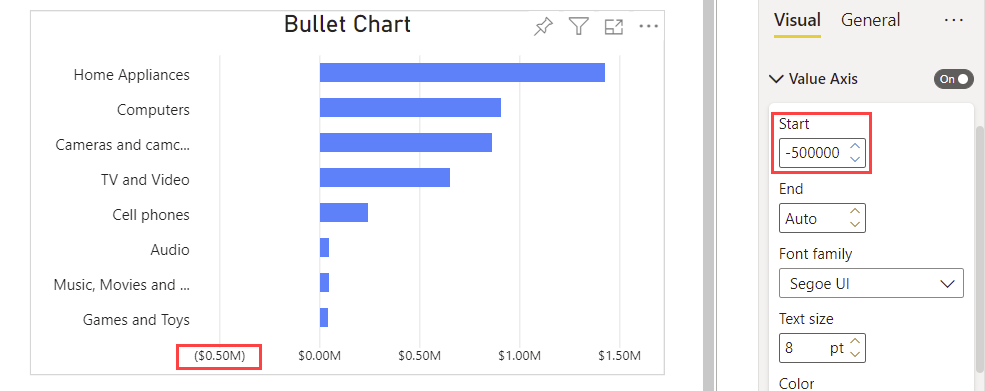 Bullet Chart
Home Appliances
Computers
Cameras and camc...
TV and Video
Cell phones
Audio
Music, Movies and ...
Games and Toys
($0.50M) $0.00M $0.50M $1.00M $1.50M
Visual General ...
Value Axis On
Start
-500000
End
Auto
Font family
Segoe UI
Text size
8 pt
Color